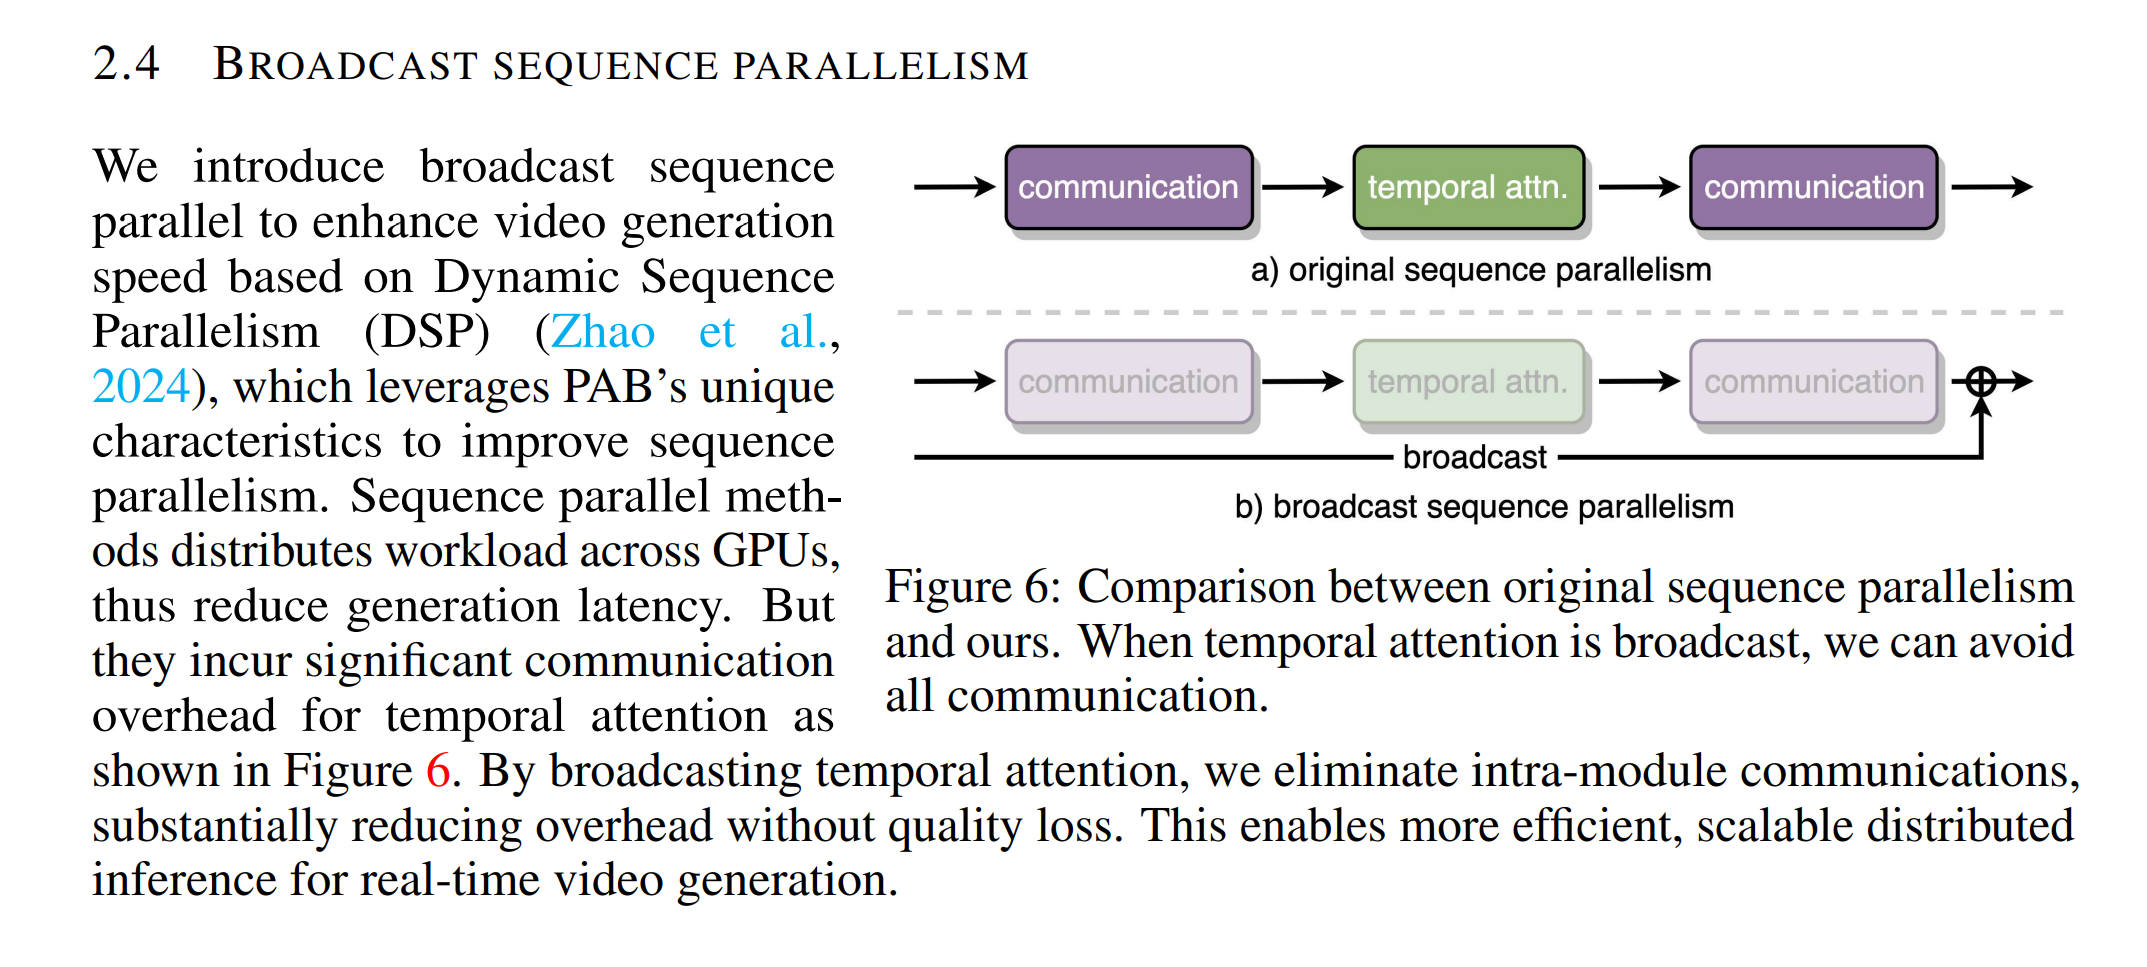 2.4 BROADCAST SEQUENCE PARALLELISM
We introduce broadcast sequence
parallel to enhance video generation
speed based on Dynamic Sequence
Parallelism (DSP) (Zhao et al.,
2024), which leverages PAB's unique
characteristics to improve sequence
parallelism. Sequence parallel meth-
ods distributes workload across GPUs,
thus reduce generation latency. But
they incur significant communication
overhead for temporal attention as
shown in Figure 6. By broadcasting temporal attention, we eliminate intra-module communications,
substantially reducing overhead without quality loss. This enables more efficient, scalable distributed
inference for real-time video generation.
communication temporal attn. communication
a) original sequence parallelism
communication temporal attn. communication
broadcast
b) broadcast sequence parallelism
Figure 6: Comparison between original sequence parallelism
and ours. When temporal attention is broadcast, we can avoid
all communication.